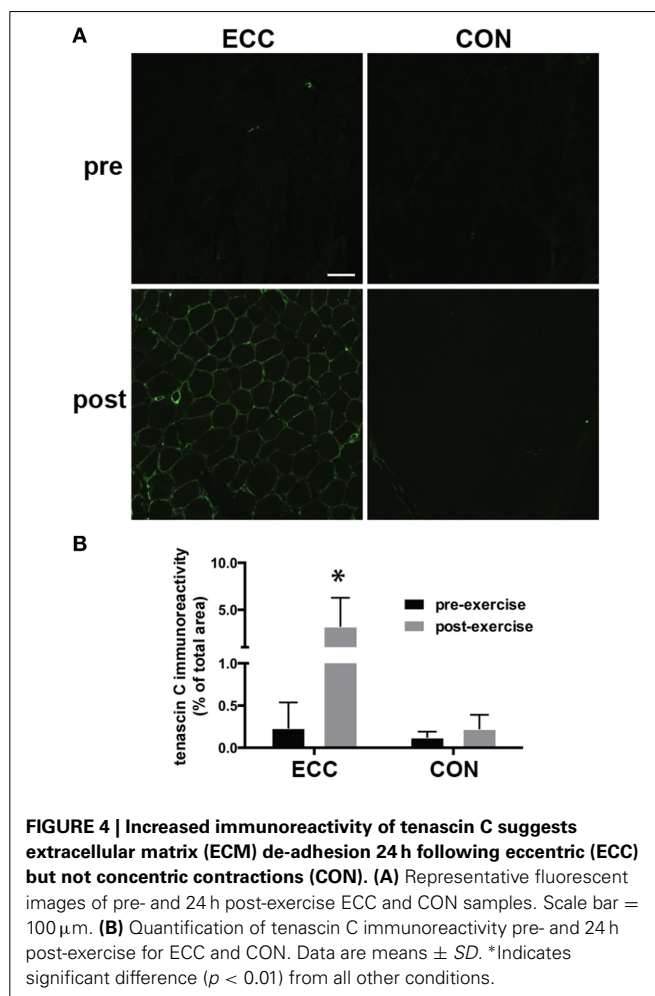 A
ECC CON
pre
post
B
tenascin C immunoreactivity
(% of total area)
10.0
5.0
1.0
0.5
0.0
*
pre-exercise
post-exercise
ECC CON
FIGURE 4 | Increased immunoreactivity of tenascin C suggests
extracellular matrix (ECM) de-adhesion 24 h following eccentric (ECC)
but not concentric contractions (CON). (A) Representative fluorescent
images of pre- and 24 h post-exercise ECC and CON samples. Scale bar =
100 μm. (B) Quantification of tenascin C immunoreactivity pre- and 24 h
post-exercise for ECC and CON. Data are means ± SD. *Indicates
significant difference (p < 0.01) from all other conditions.